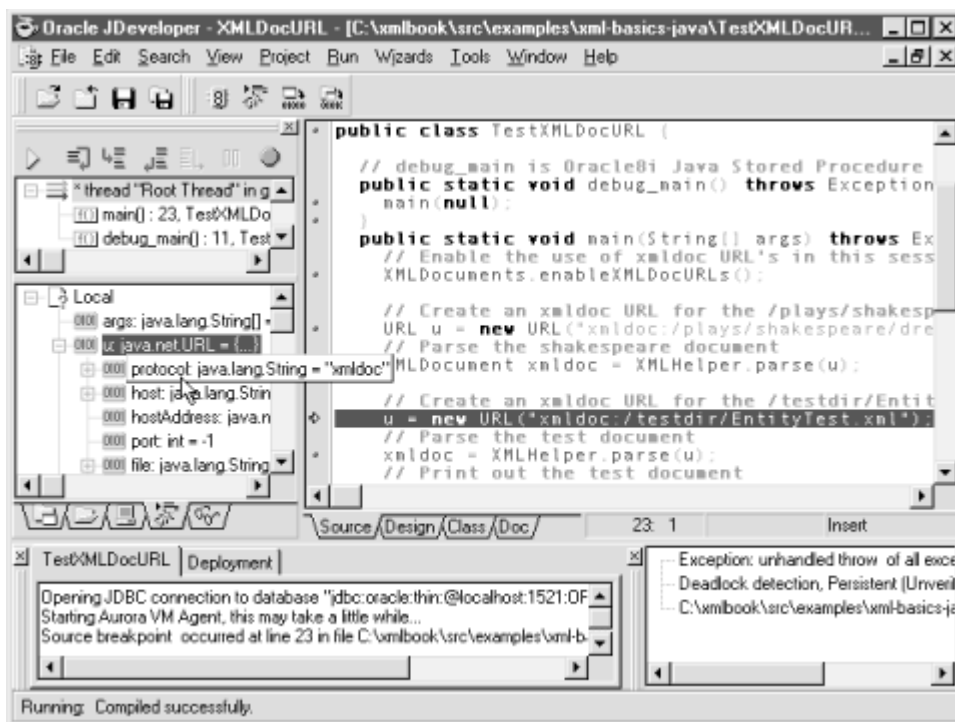 Oracle JDeveloper - XMLDocURL - [C:\xmlbook\src\examples\xml-basics-java\TestXMLDocUR...
File Edit Search View Project Run Wizards Tools Window Help
* thread "Root Thread" in g
main() : 23, TestXMLDo
debug_main() : 11, Test
Local
args: java.lang.String[] =
u: java.net.URL = {...}
protocol: java.lang.String = "xmldoc"
host: java.lang.Strin
hostAddress: java.n
port: int = -1
file: java.lang.String
public class TestXMLDocURL {
// debug_main is Oracle8i Java Stored Procedure
public static void debug_main() throws Exception
main(null);
}
public static void main(String[] args) throws Ex
// Enable the use of xmldoc URL's in this sess
XMLDocuments.enableXMLDocURLs();
// Create an xmldoc URL for the /plays/shakesp
URL u = new URL("xmldoc:/plays/shakespeare/dre
// Parse the shakespeare document
MLDocument xmldoc = XMLHelper.parse(u);
// Create an xmldoc URL for the /testdir/Entit
u = new URL("xmldoc:/testdir/EntityTest.xml");
// Parse the test document
xmldoc = XMLHelper.parse(u);
// Print out the test document
Source Design Class Doc 23: 1 Insert
TestXMLDocURL Deployment
Opening JDBC connection to database "jdbc:oracle:thin:@localhost:1521:OR
Starting Aurora VM Agent, this may take a little while...
Source breakpoint occurred at line 23 in file C:\xmlbook\src\examples\xml-b
Exception: unhandled throw of all exce
Deadlock detection, Persistent (Unverit
C:\xmlbook\src\examples\xml-basics-ja
Running: Compiled successfully.